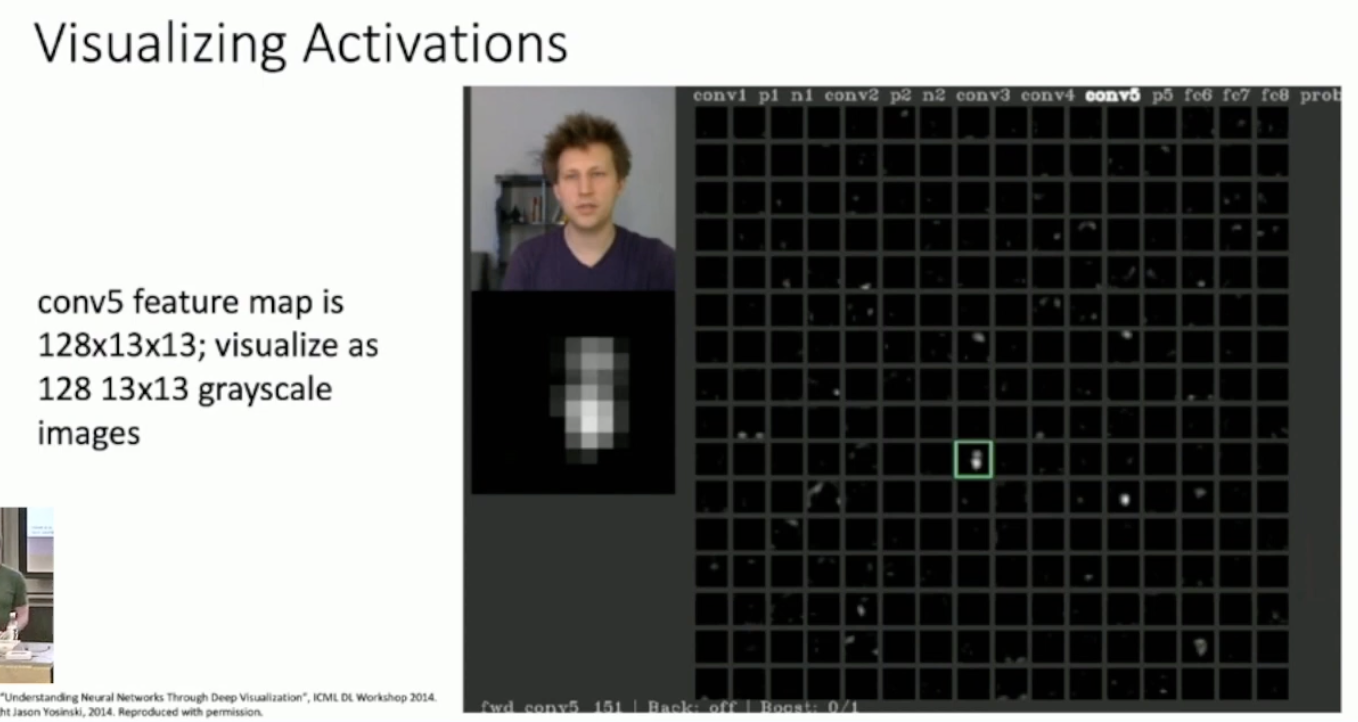 Visualizing Activations
conv1 p1 n1 conv2 p2 n2 conv3 conv4 conv5 p5 fc6 fc7 fc8 prob
conv5 feature map is
128x13x13; visualize as
128 13x13 grayscale
images
"Understanding Neural Networks Through Deep Visualization", ICML DL Workshop 2014.
ht Jason Yosinski, 2014. Reproduced with permission.
fwd conv5_151 | Back: off | Boost: 0/1